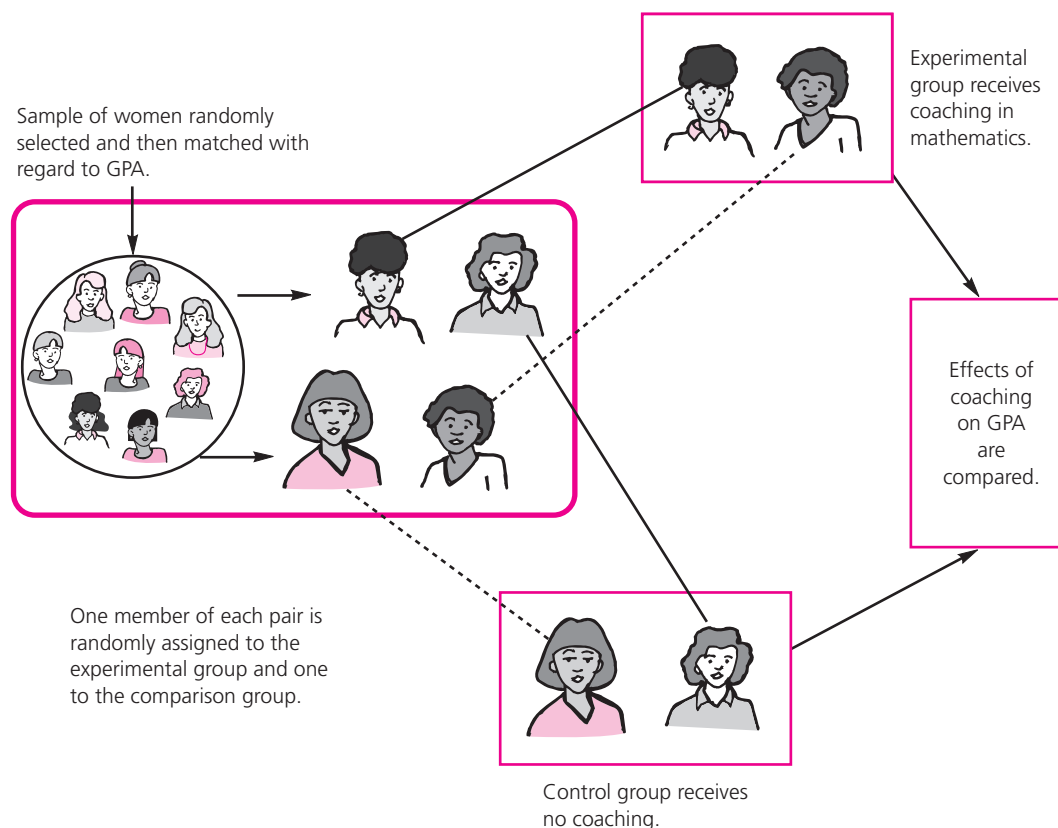 Sample of women randomly
selected and then matched with
regard to GPA.
Experimental
group receives
coaching in
mathematics.
Effects of
coaching
on GPA
are
compared.
One member of each pair is
randomly assigned to the
experimental group and one
to the comparison group.
Control group receives
no coaching.